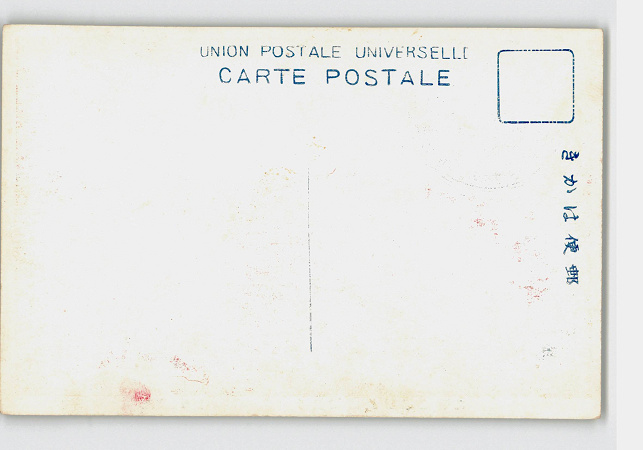 UNION POSTALE UNIVERSELLE
CARTE POSTALE
きかは便郵